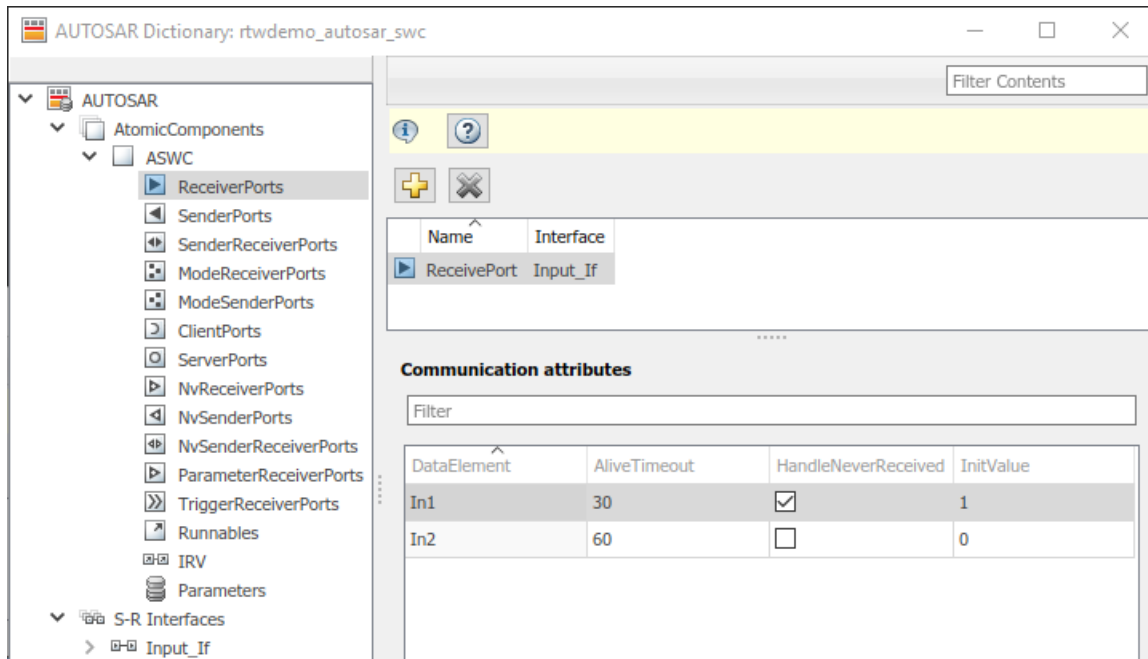 AUTOSAR Dictionary: rtwdemo_autosar_swc
Filter Contents
AUTOSAR
AtomicComponents
ASWC
ReceiverPorts
SenderPorts
SenderReceiverPorts
ModeReceiverPorts
ModeSenderPorts
ClientPorts
ServerPorts
NvReceiverPorts
NvSenderPorts
NvSenderReceiverPorts
ParameterReceiverPorts
TriggerReceiverPorts
Runnables
IRV
Parameters
S-R Interfaces
Input_If
Name Interface
ReceivePort Input_If
Communication attributes
Filter
DataElement AliveTimeout HandleNeverReceived InitValue
In1 30 1
In2 60 0